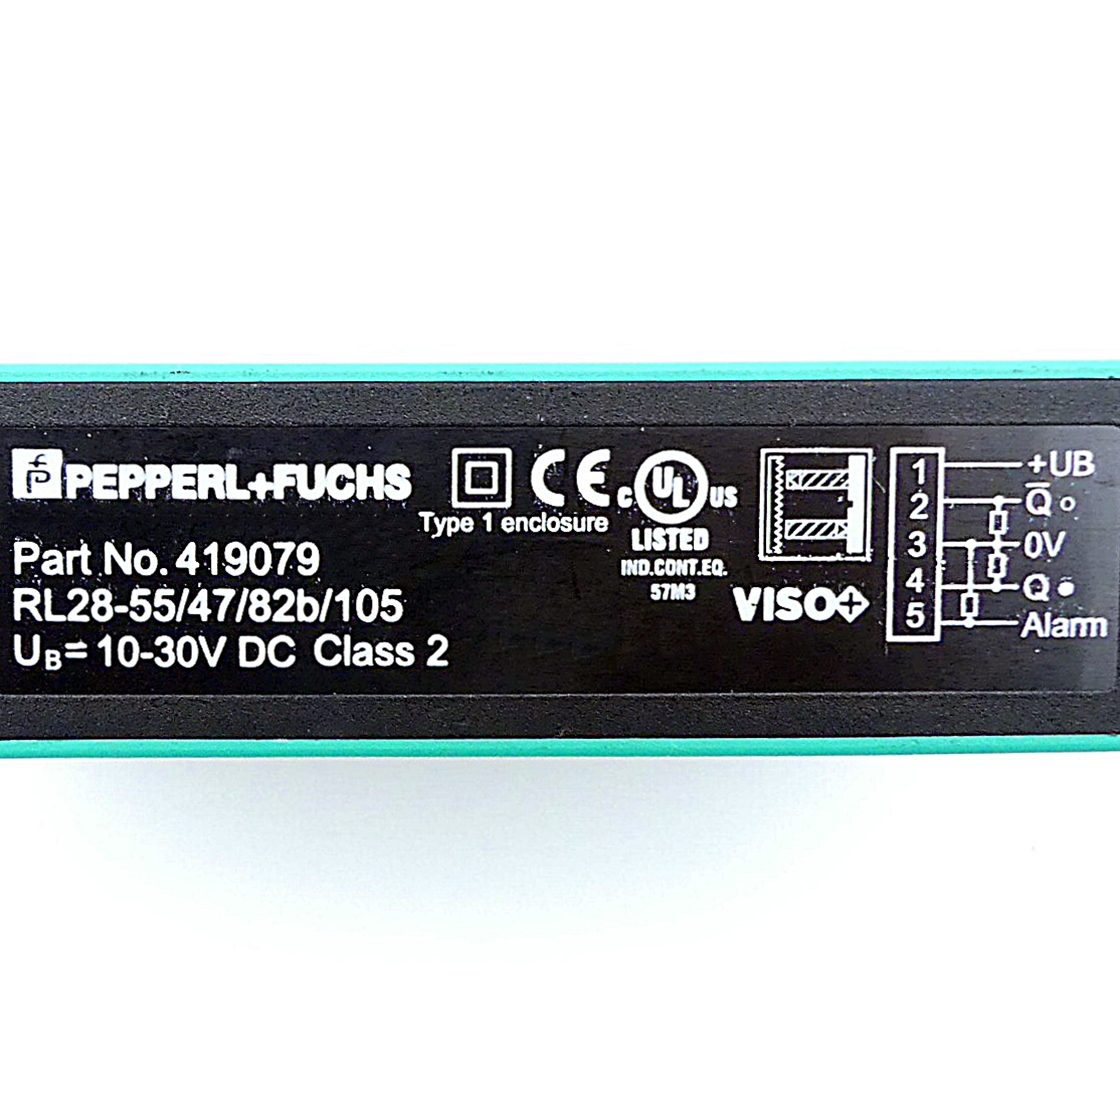 PEPPERL+FUCHS
Part No. 419079
RL28-55/47/82b/105
UB= 10-30V DC Class 2
CE
Type 1 enclosure
C UL US
LISTED
IND.CONT.EQ.
57M3
VISO+
1 +UB
2 Q̅ ○
3 0V
4 Q ●
5 Alarm